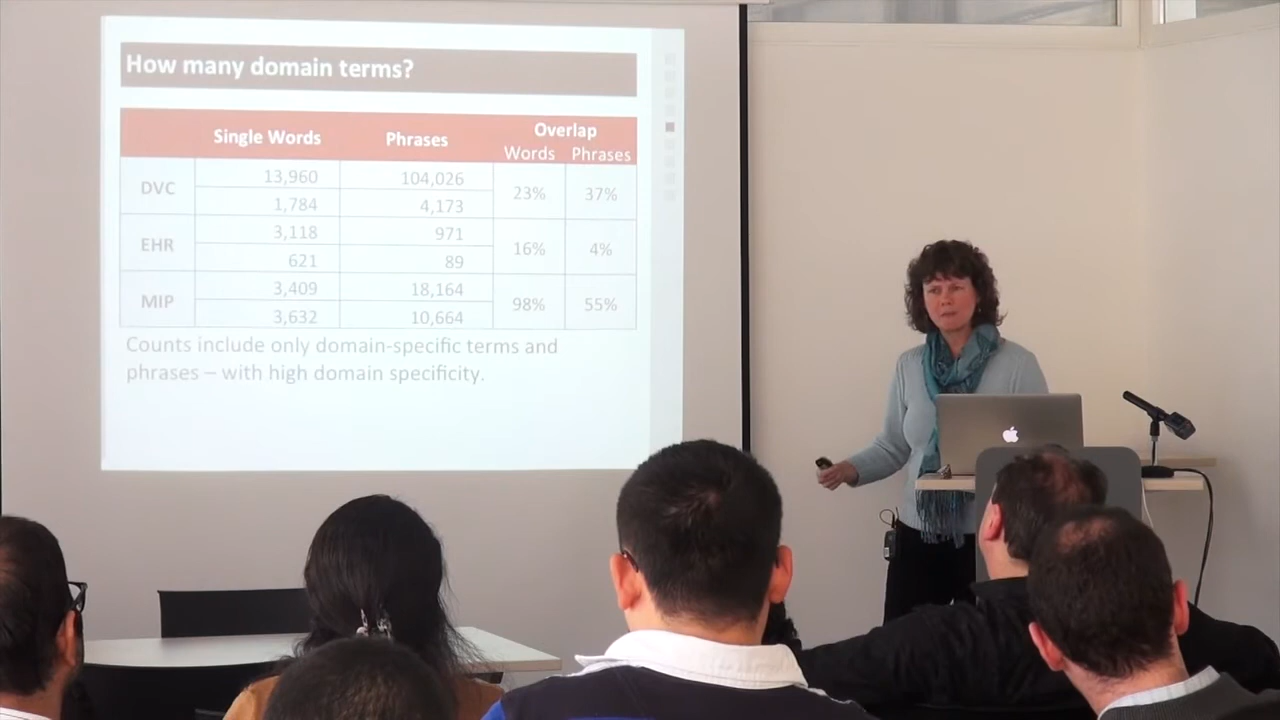 How many domain terms?
Single Words Phrases Overlap
Words Phrases
DVC 13,960 104,026 23% 37%
1,784 4,173
EHR 3,118 971 16% 4%
621 89
MIP 3,409 18,164 98% 55%
3,632 10,664
Counts include only domain-specific terms and
phrases – with high domain specificity.